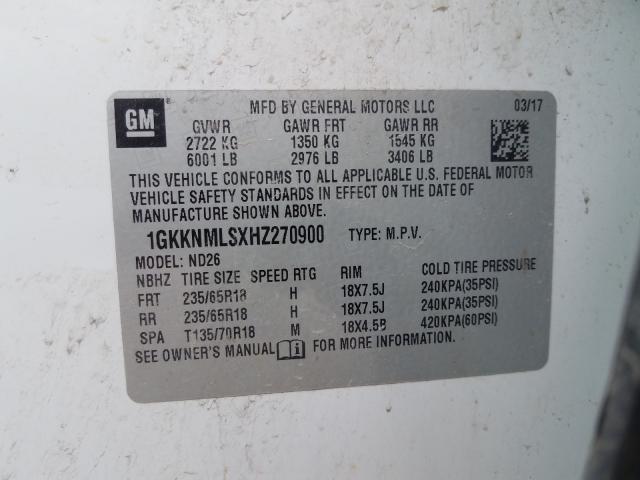 GM
MFD BY GENERAL MOTORS LLC 03/17
GVWR GAWR FRT GAWR RR
2722 KG 1350 KG 1545 KG
6001 LB 2976 LB 3406 LB
THIS VEHICLE CONFORMS TO ALL APPLICABLE U.S. FEDERAL MOTOR
VEHICLE SAFETY STANDARDS IN EFFECT ON THE DATE OF
MANUFACTURE SHOWN ABOVE.
1GKKNMLSXHZ270900 TYPE: M.P.V.
MODEL: ND26
NBHZ TIRE SIZE SPEED RTG RIM COLD TIRE PRESSURE
FRT 235/65R18 H 18X7.5J 240KPA(35PSI)
RR 235/65R18 H 18X7.5J 240KPA(35PSI)
SPA T135/70R18 M 18X4.5B 420KPA(60PSI)
SEE OWNER'S MANUAL i FOR MORE INFORMATION.